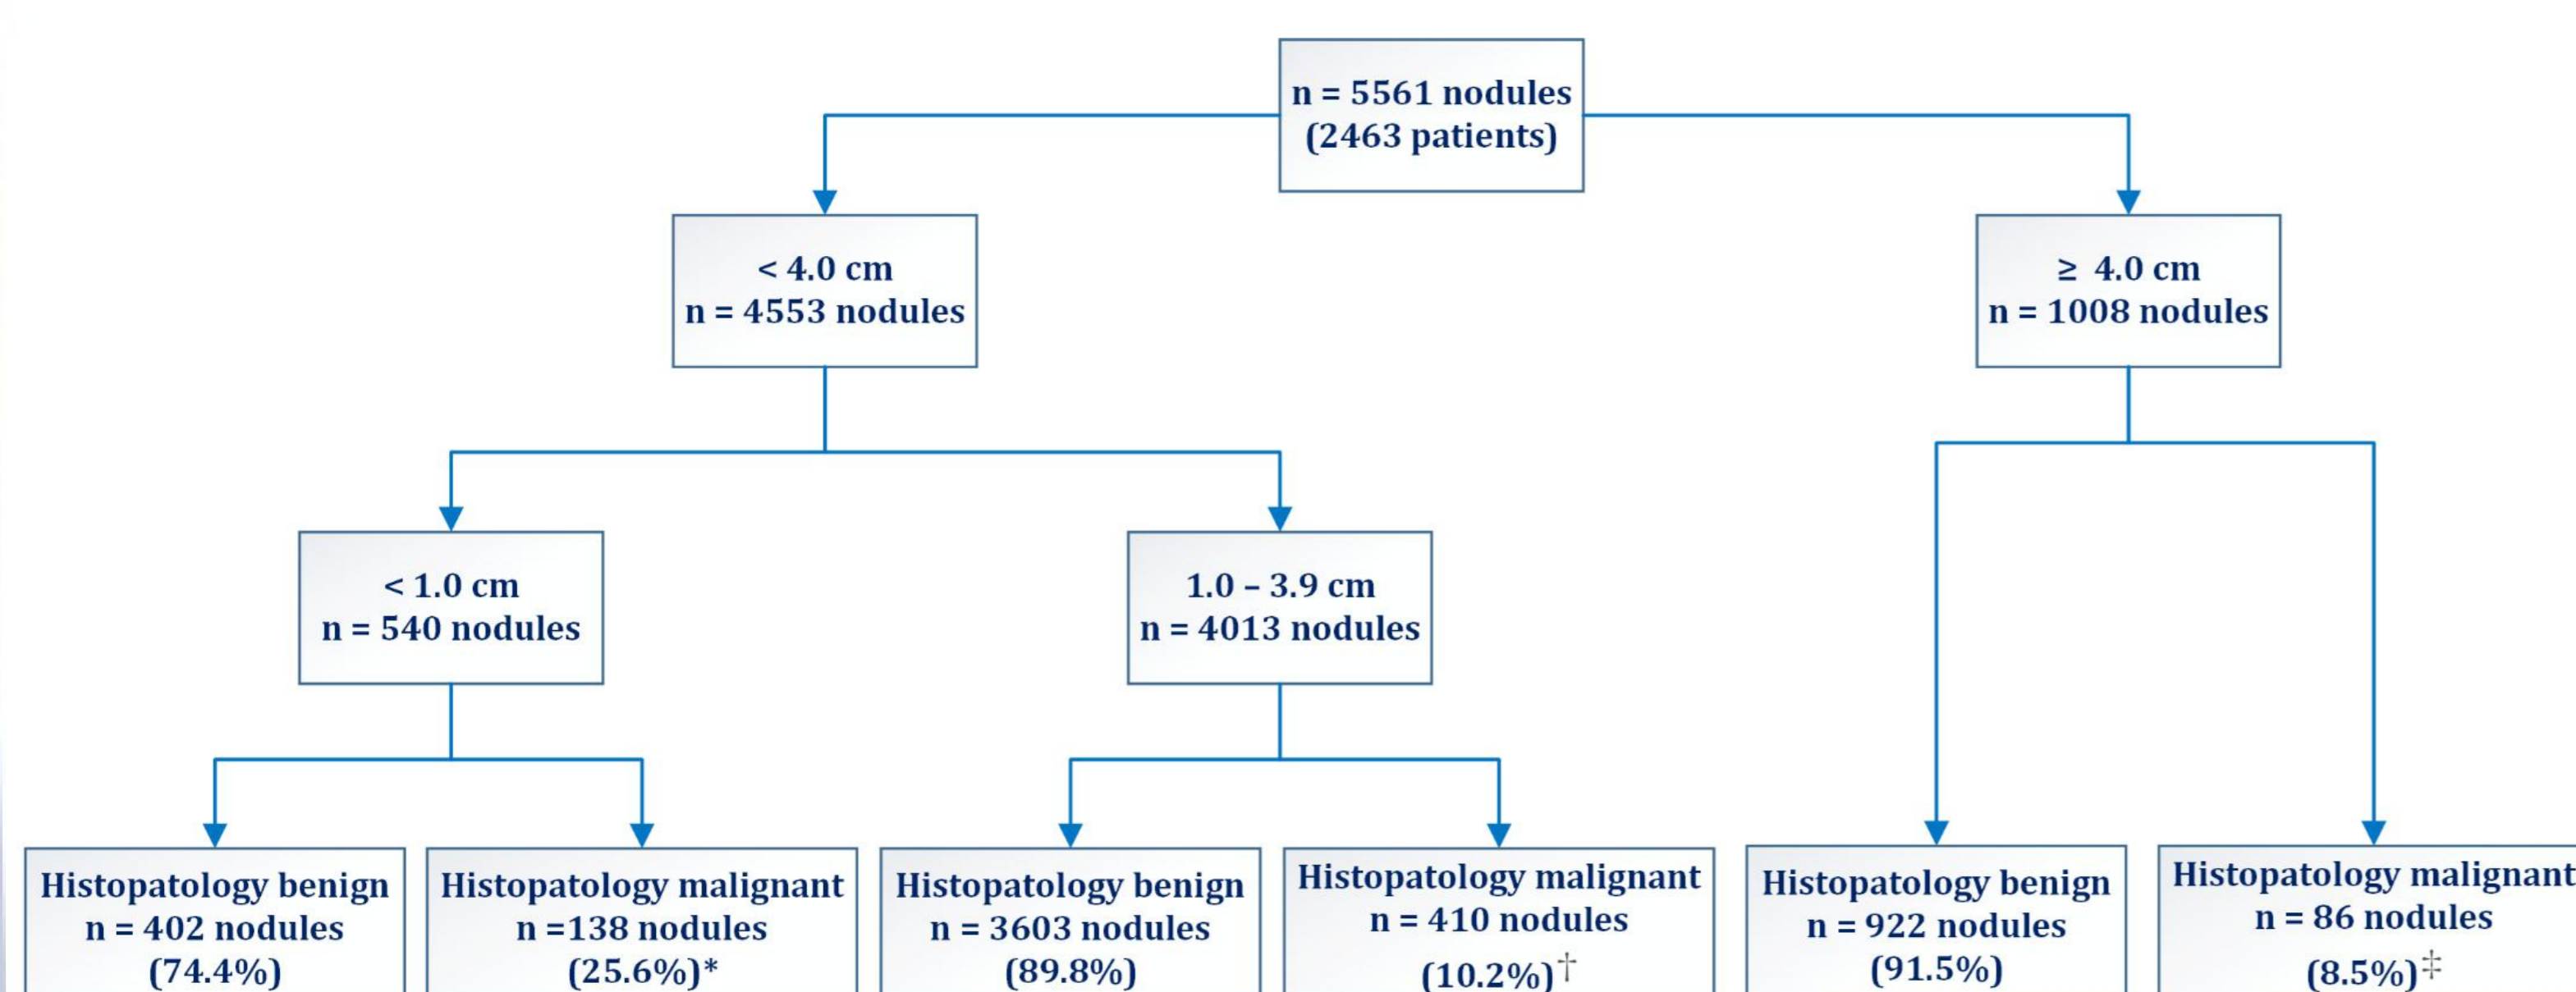 n = 5561 nodules
(2463 patients)
< 4.0 cm
n = 4553 nodules
≥ 4.0 cm
n = 1008 nodules
< 1.0 cm
n = 540 nodules
1.0 – 3.9 cm
n = 4013 nodules
Histopatology benign
n = 402 nodules
(74.4%)
Histopatology malignant
n =138 nodules
(25.6%)*
Histopatology benign
n = 3603 nodules
(89.8%)
Histopatology malignant
n = 410 nodules
(10.2%)†
Histopatology benign
n = 922 nodules
(91.5%)
Histopatology malignant
n = 86 nodules
(8.5%)‡